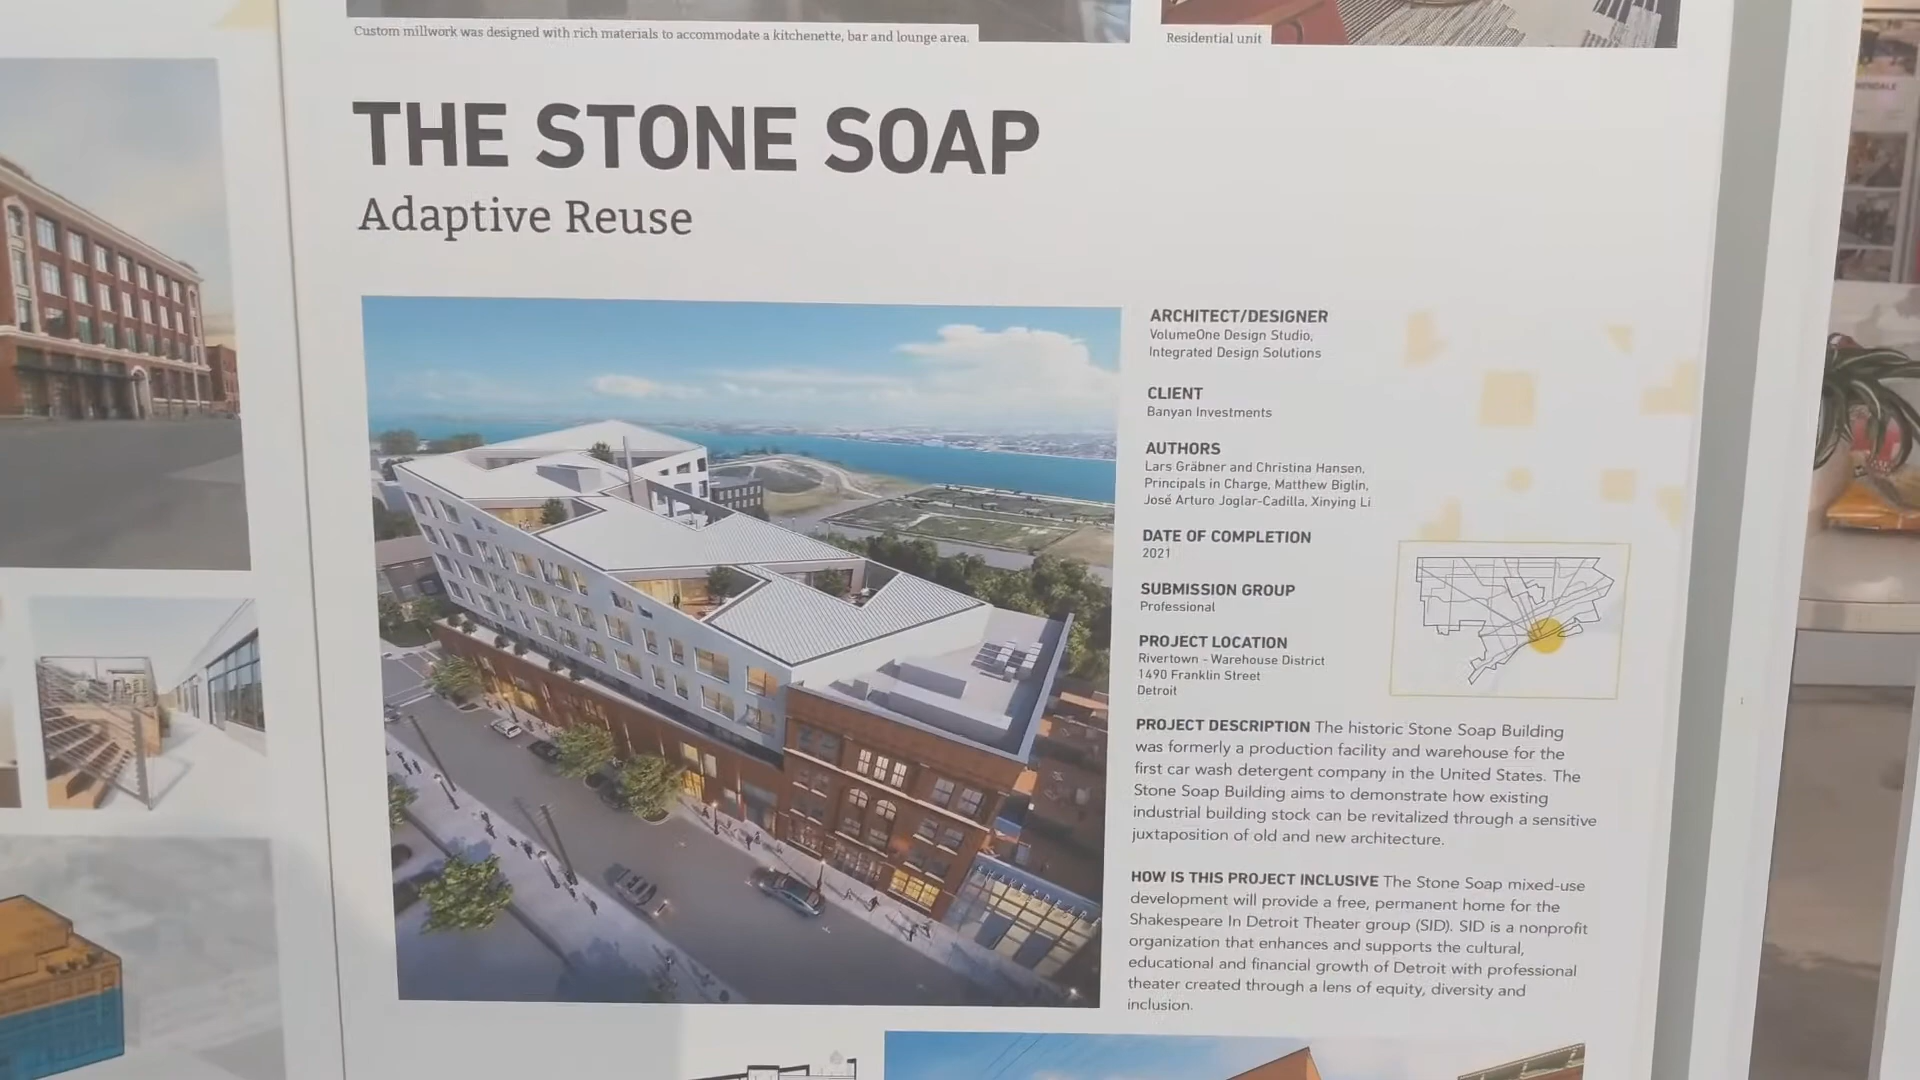 Custom millwork was designed with rich materials to accommodate a kitchenette, bar and lounge area.
Residential unit
THE STONE SOAP
Adaptive Reuse
ARCHITECT/DESIGNER
VolumeOne Design Studio,
Integrated Design Solutions
CLIENT
Banyan Investments
AUTHORS
Lars Gräbner and Christina Hansen,
Principals in Charge, Matthew Biglin,
José Arturo Joglar-Cadilla, Xinying Li
DATE OF COMPLETION
2021
SUBMISSION GROUP
Professional
PROJECT LOCATION
Rivertown - Warehouse District
1490 Franklin Street
Detroit
PROJECT DESCRIPTION The historic Stone Soap Building
was formerly a production facility and warehouse for the
first car wash detergent company in the United States. The
Stone Soap Building aims to demonstrate how existing
industrial building stock can be revitalized through a sensitive
juxtaposition of old and new architecture.
HOW IS THIS PROJECT INCLUSIVE The Stone Soap mixed-use
development will provide a free, permanent home for the
Shakespeare In Detroit Theater group (SID). SID is a nonprofit
organization that enhances and supports the cultural,
educational and financial growth of Detroit with professional
theater created through a lens of equity, diversity and
inclusion.